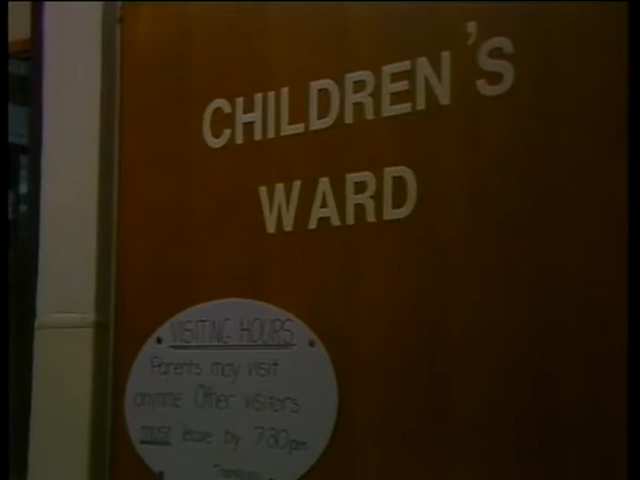 CHILDREN'S
WARD
VISITING HOURS
Parents may visit
anytime Other visitors
must leave by 7.30pm